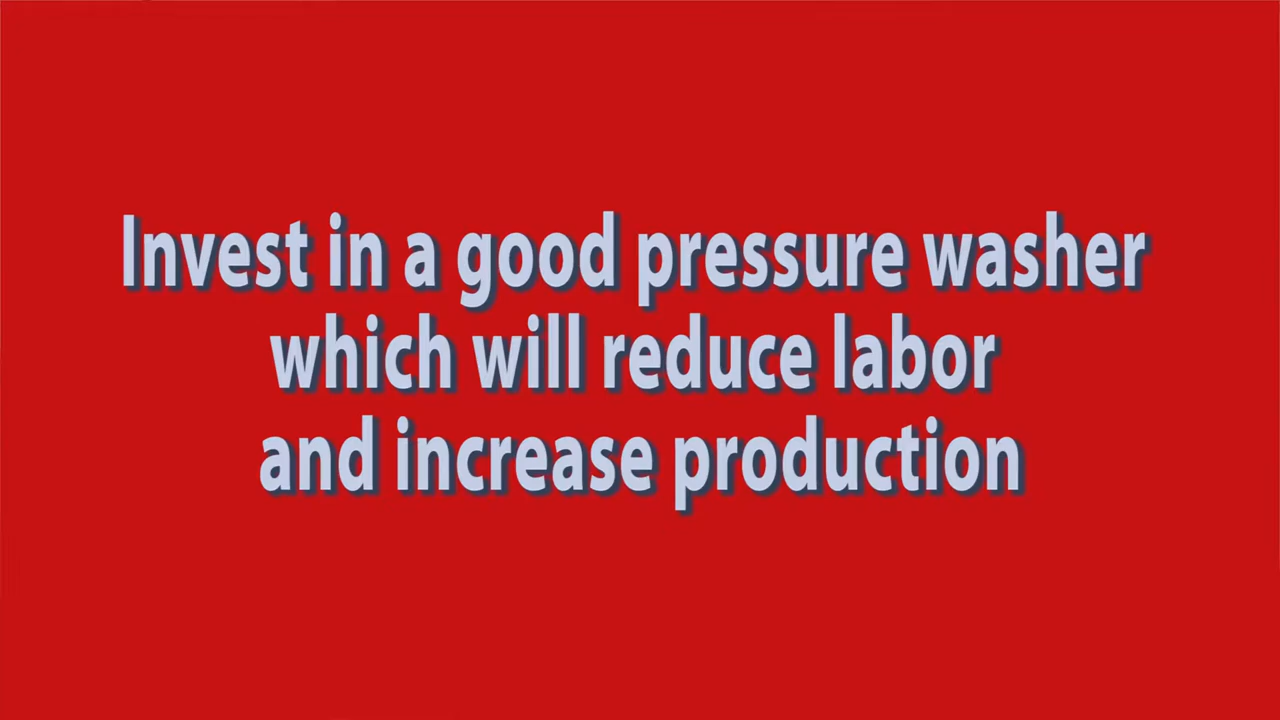 Invest in a good pressure washer
which will reduce labor
and increase production